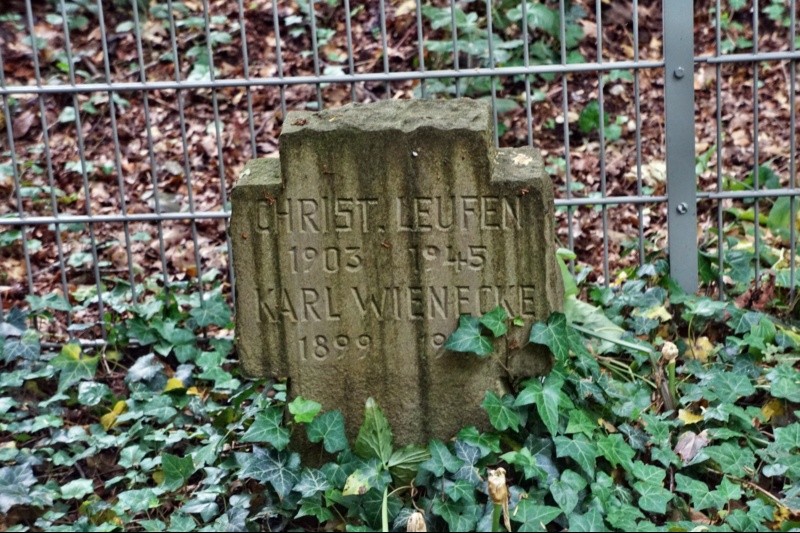 CHRIST. LEUFEN
1903 1945
KARL WIENECKE
1899